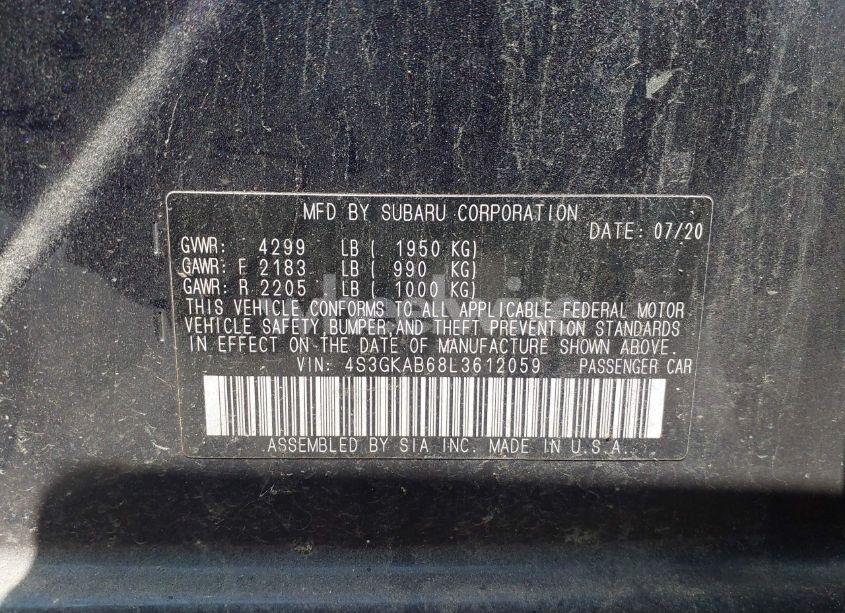 MFD BY SUBARU CORPORATION
DATE: 07/20
GVWR: 4299 LB ( 1950 KG)
GAWR: F 2183 LB ( 990 KG)
GAWR: R 2205 LB ( 1000 KG)
THIS VEHICLE CONFORMS TO ALL APPLICABLE FEDERAL MOTOR
VEHICLE SAFETY, BUMPER, AND THEFT PREVENTION STANDARDS
IN EFFECT ON THE DATE OF MANUFACTURE SHOWN ABOVE.
VIN: 4S3GKAB68L3612059 PASSENGER CAR
ASSEMBLED BY SIA INC. MADE IN U.S.A.